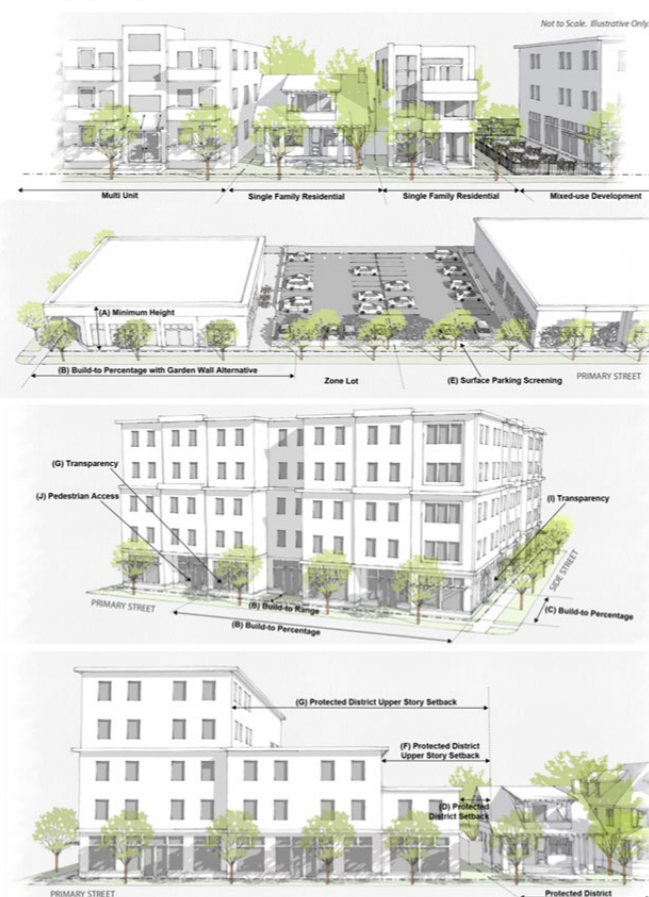 Not to Scale. Illustrative Only.
Multi Unit
Single Family Residential
Single Family Residential
Mixed-use Development
(A) Minimum Height
(B) Build-to Percentage with Garden Wall Alternative
Zone Lot
(E) Surface Parking Screening
PRIMARY STREET
(G) Transparency
(J) Pedestrian Access
(I) Transparency
PRIMARY STREET
(B) Build-to Range
(B) Build-to Percentage
SIDE STREET
(C) Build-to Percentage
(G) Protected District Upper Story Setback
(F) Protected District
Upper Story Setback
(D) Protected
District Setback
PRIMARY STREET
Protected District